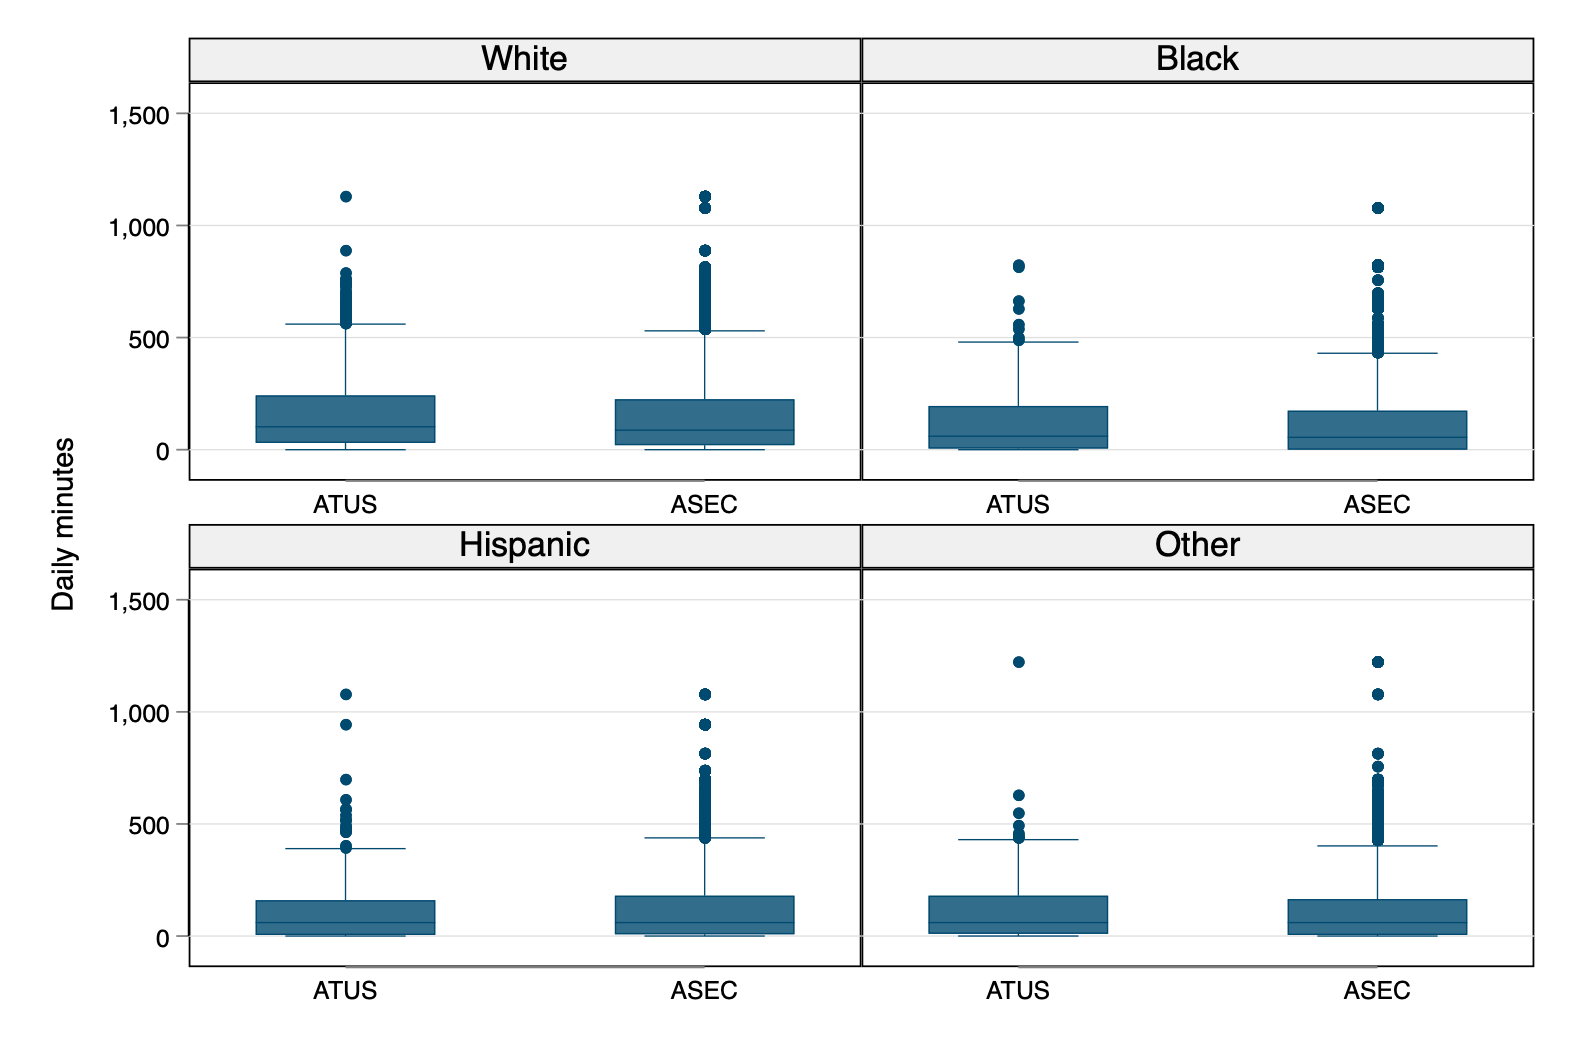 White
Black
1,500
1,000
500
0
ATUS
ASEC
ATUS
ASEC
Daily minutes
Hispanic
Other
1,500
1,000
500
0
ATUS
ASEC
ATUS
ASEC